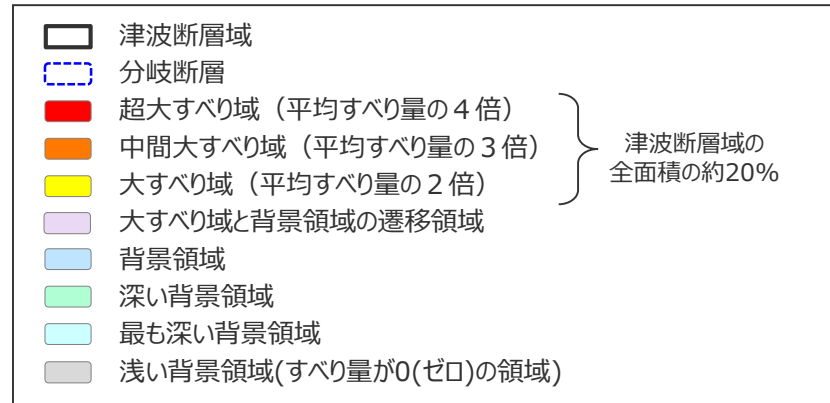 津波断層域
分岐断層
超大すべり域（平均すべり量の４倍）
中間大すべり域（平均すべり量の３倍）
大すべり域（平均すべり量の２倍）
津波断層域の
全面積の約20%
大すべり域と背景領域の遷移領域
背景領域
深い背景領域
最も深い背景領域
浅い背景領域(すべり量が0(ゼロ)の領域)